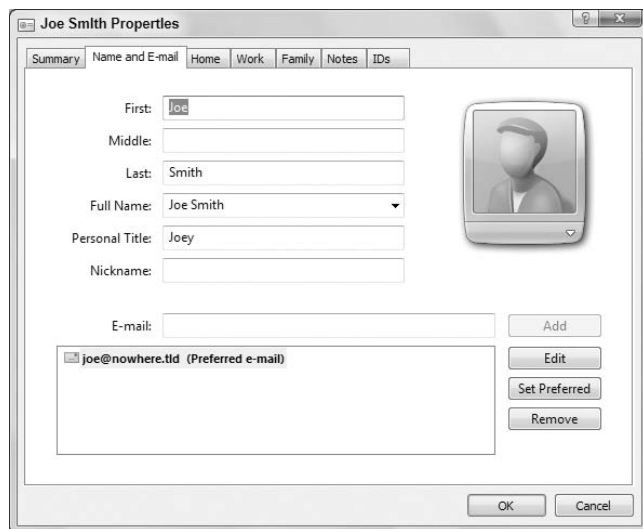 Joe Smith Properties
Summary Name and E-mail Home Work Family Notes IDs
First: Joe
Middle:
Last: Smith
Full Name: Joe Smith
Personal Title: Joey
Nickname:
E-mail: Add
joe@nowhere.tld (Preferred e-mail) Edit
Set Preferred
Remove
OK Cancel